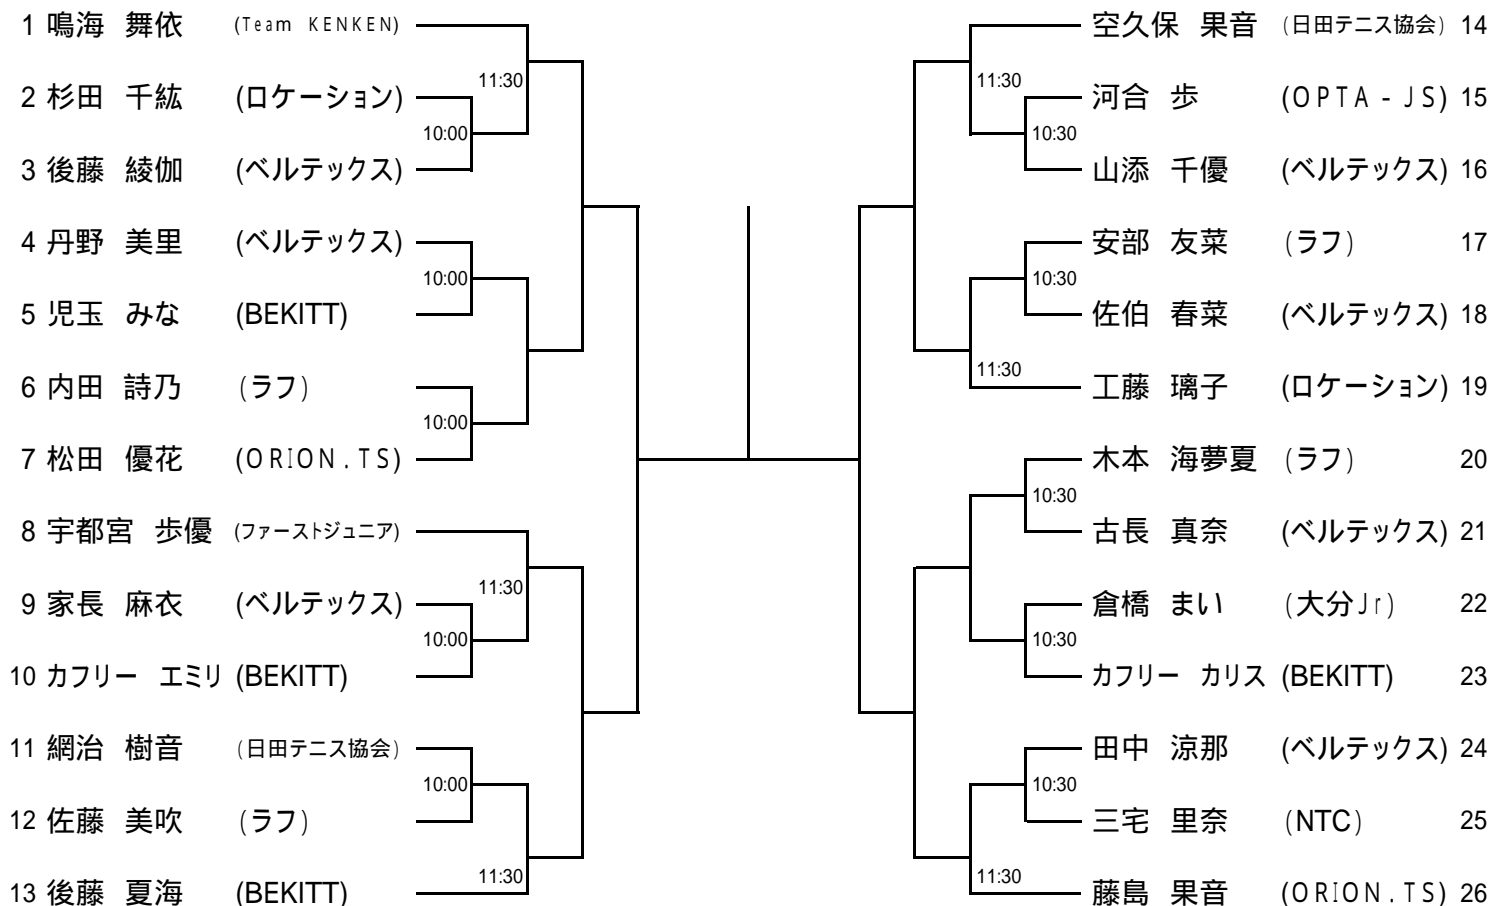 1 鳴海 舞依 (Team KENKEN)
11:30
2 杉田 千紘 (ロケーション)
10:00
3 後藤 綾伽 (ベルテックス)
4 丹野 美里 (ベルテックス)
10:00
5 児玉 みな (BEKITT)
6 内田 詩乃 (ラフ)
10:00
7 松田 優花 (ORION.TS)
8 宇都宮 歩優 (ファーストジュニア)
11:30
9 家長 麻衣 (ベルテックス)
10:00
10 カフリー エミリ (BEKITT)
11 網治 樹音 (日田テニス協会)
10:00
12 佐藤 美吹 (ラフ)
11:30
13 後藤 夏海 (BEKITT)
空久保 果音 (日田テニス協会) 14
11:30
河合 歩 (OPTA-JS) 15
10:30
山添 千優 (ベルテックス) 16
安部 友菜 (ラフ) 17
10:30
佐伯 春菜 (ベルテックス) 18
11:30
工藤 璃子 (ロケーション) 19
木本 海夢夏 (ラフ) 20
10:30
古長 真奈 (ベルテックス) 21
倉橋 まい (大分Jr) 22
10:30
カフリー カリス (BEKITT) 23
田中 涼那 (ベルテックス) 24
10:30
三宅 里奈 (NTC) 25
11:30
藤島 果音 (ORION.TS) 26